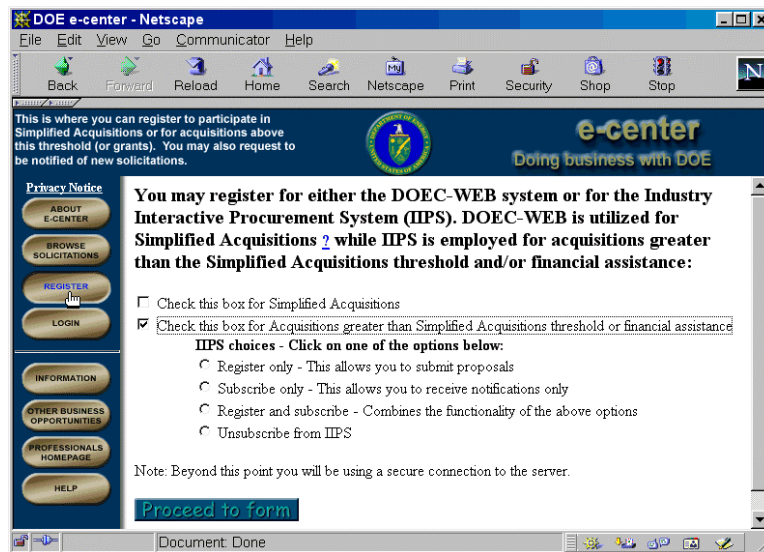 DOE e-center - Netscape
File Edit View Go Communicator Help
Back Forward Reload Home Search Netscape Print Security Shop Stop
My
N
This is where you can register to participate in
Simplified Acquisitions or for acquisitions above
this threshold (or grants). You may also request to
be notified of new solicitations.
e-center
Doing business with DOE
Privacy Notice
ABOUT
E-CENTER
BROWSE
SOLICITATIONS
REGISTER
LOGIN
INFORMATION
OTHER BUSINESS
OPPORTUNITIES
PROFESSIONALS
HOMEPAGE
HELP
You may register for either the DOEC-WEB system or for the Industry
Interactive Procurement System (IIPS). DOEC-WEB is utilized for
Simplified Acquisitions ? while IIPS is employed for acquisitions greater
than the Simplified Acquisitions threshold and/or financial assistance:
Check this box for Simplified Acquisitions
Check this box for Acquisitions greater than Simplified Acquisitions threshold or financial assistance
IIPS choices - Click on one of the options below:
Register only - This allows you to submit proposals
Subscribe only - This allows you to receive notifications only
Register and subscribe - Combines the functionality of the above options
Unsubscribe from IIPS
Note: Beyond this point you will be using a secure connection to the server.
Proceed to form
Document: Done